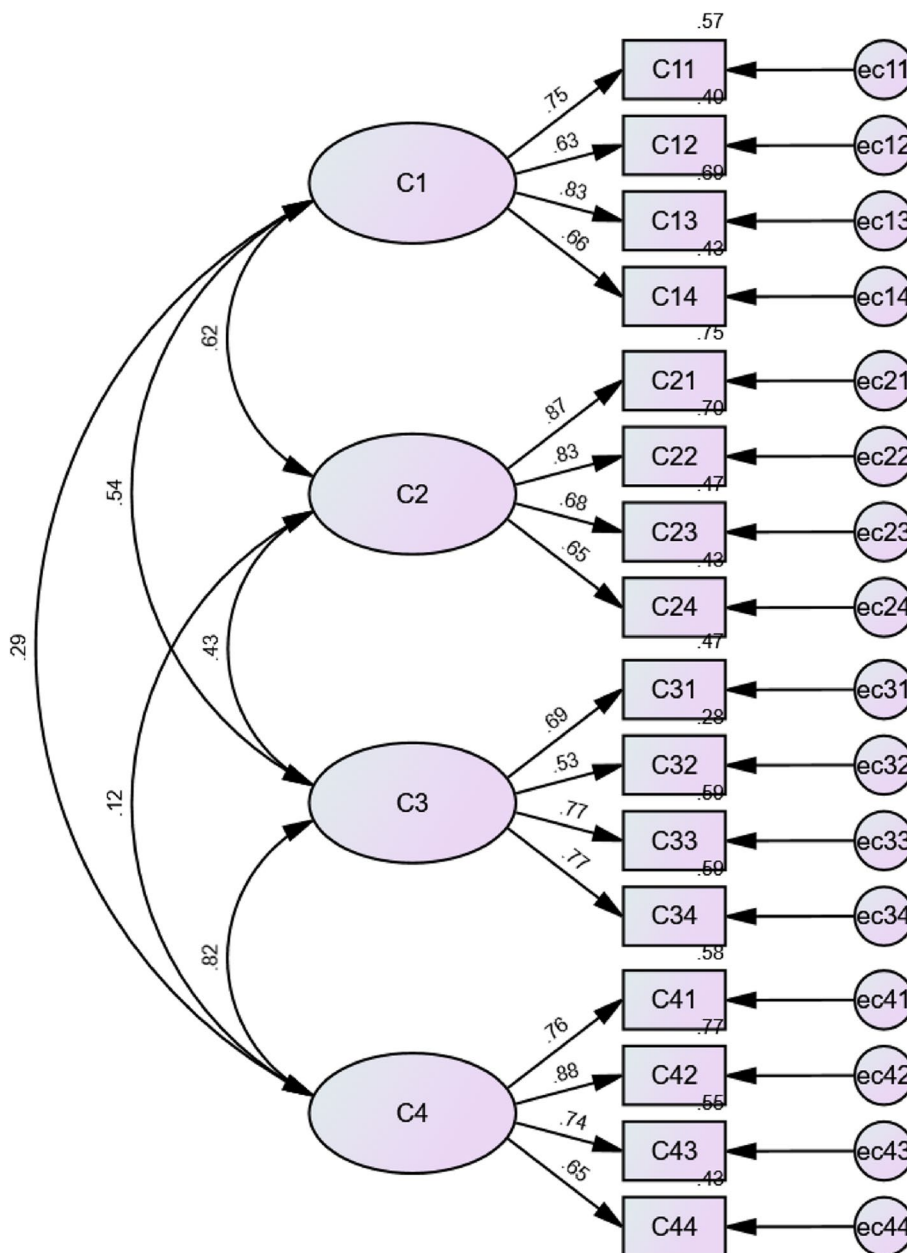 .57
C11
ec11
.75
.40
C12
ec12
.63
.69
C1
C13
ec13
.83
.43
C14
ec14
.66
.75
C21
ec21
.62
.87
.70
C22
ec22
.83
.47
C2
C23
ec23
.68
.43
C24
ec24
.65
.54
.47
C31
ec31
.29
.43
.69
.28
C32
ec32
.53
.59
C3
C33
ec33
.77
.59
C34
ec34
.77
.12
.58
C41
ec41
.82
.76
.77
C42
ec42
.88
.55
C4
C43
ec43
.74
.43
C44
ec44
.65